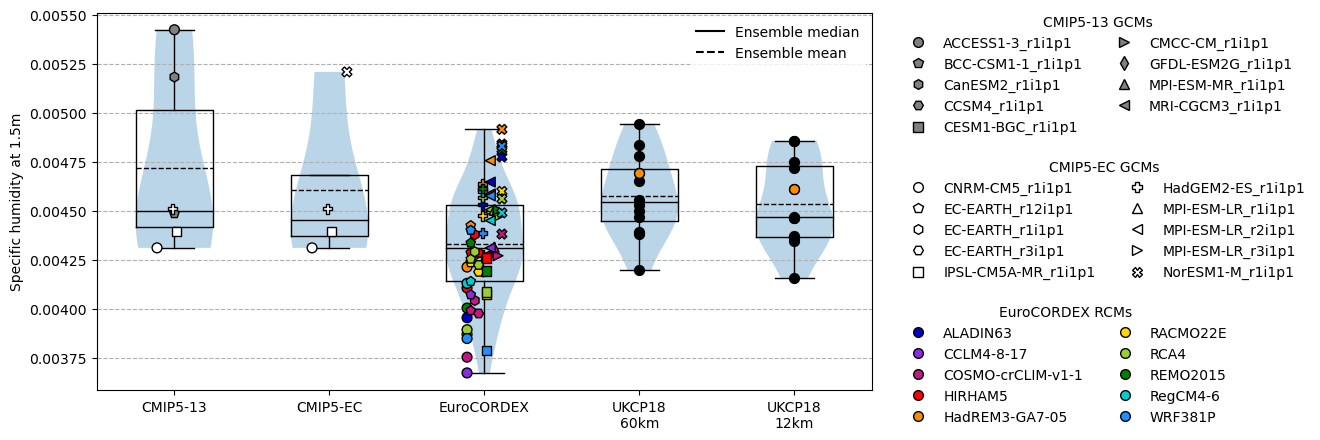 0.00550
0.00525
0.00500
0.00475
0.00450
0.00425
0.00400
0.00375
Specific humidity at 1.5m
Ensemble median
Ensemble mean
CMIP5-13
CMIP5-EC
EuroCORDEX
UKCP18
60km
UKCP18
12km
CMIP5-13 GCMs
ACCESS1-3_r1i1p1
BCC-CSM1-1_r1i1p1
CanESM2_r1i1p1
CCSM4_r1i1p1
CESM1-BGC_r1i1p1
CMCC-CM_r1i1p1
GFDL-ESM2G_r1i1p1
MPI-ESM-MR_r1i1p1
MRI-CGCM3_r1i1p1
CMIP5-EC GCMs
CNRM-CM5_r1i1p1
EC-EARTH_r12i1p1
EC-EARTH_r1i1p1
EC-EARTH_r3i1p1
IPSL-CM5A-MR_r1i1p1
HadGEM2-ES_r1i1p1
MPI-ESM-LR_r1i1p1
MPI-ESM-LR_r2i1p1
MPI-ESM-LR_r3i1p1
NorESM1-M_r1i1p1
EuroCORDEX RCMs
ALADIN63
CCLM4-8-17
COSMO-crCLIM-v1-1
HIRHAM5
HadREM3-GA7-05
RACMO22E
RCA4
REMO2015
RegCM4-6
WRF381P